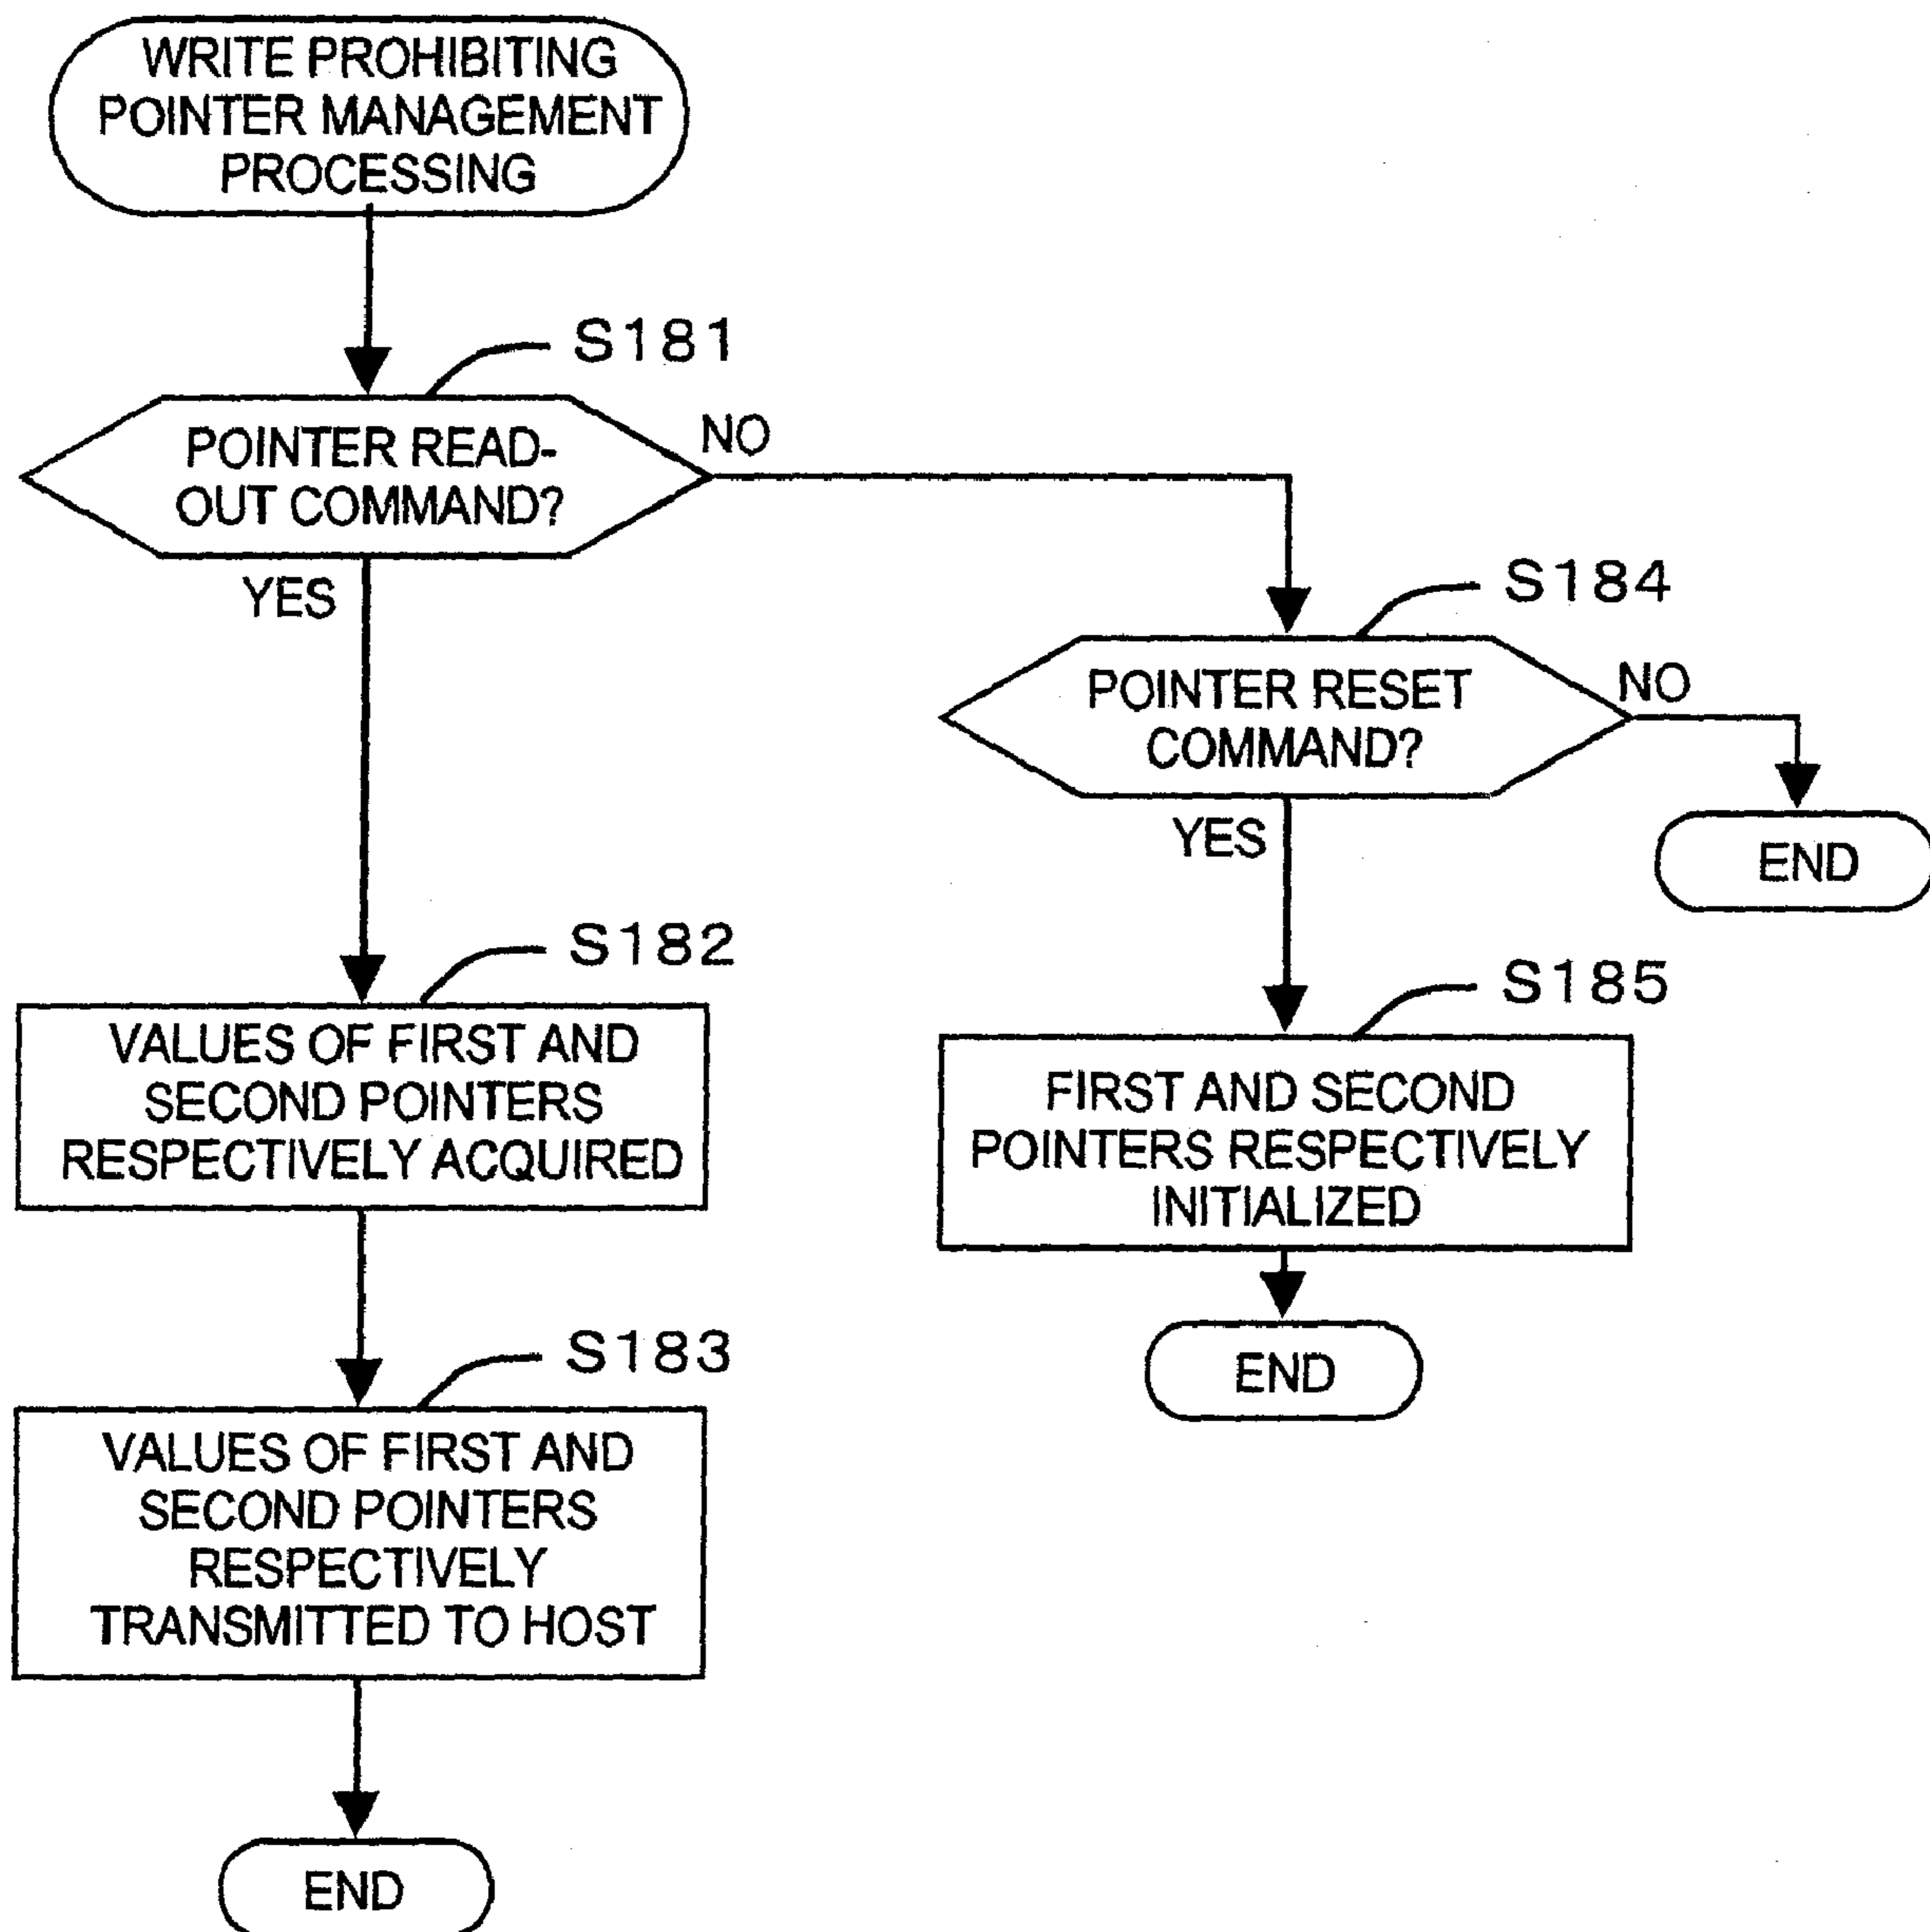 WRITE PROHIBITING
POINTER MANAGEMENT
PROCESSING
S181
POINTER READ-
OUT COMMAND?
NO
YES
S184
POINTER RESET
COMMAND?
NO
YES
END
S182
VALUES OF FIRST AND
SECOND POINTERS
RESPECTIVELY ACQUIRED
S185
FIRST AND SECOND
POINTERS RESPECTIVELY
INITIALIZED
END
S183
VALUES OF FIRST AND
SECOND POINTERS
RESPECTIVELY
TRANSMITTED TO HOST
END